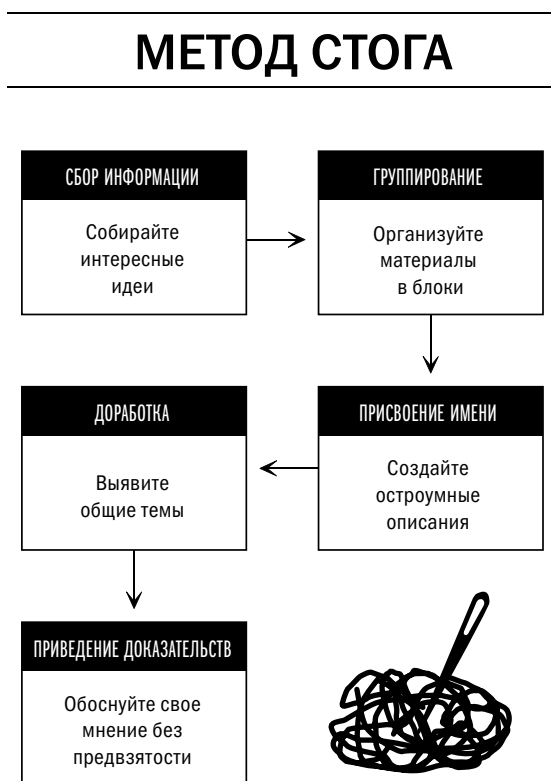 МЕТОД СТОГА
СБОР ИНФОРМАЦИИ
Собирайте
интересные
идеи
ГРУППИРОВАНИЕ
Организуйте
материалы
в блоки
ПРИСВОЕНИЕ ИМЕНИ
Создайте
остроумные
описания
ДОРАБОТКА
Выявите
общие темы
ПРИВЕДЕНИЕ ДОКАЗАТЕЛЬСТВ
Обоснуйте свое
мнение без
предвзятости